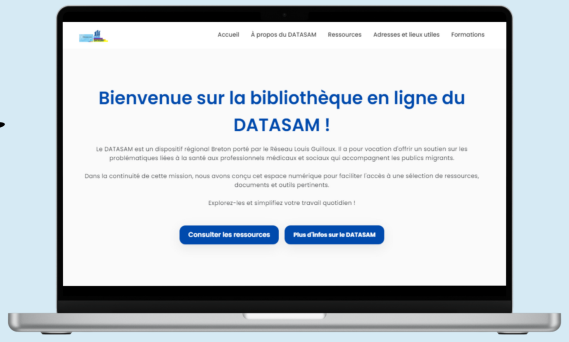 Accueil À propos du DATASAM Ressources Adresses et lieux utiles Formations
Bienvenue sur la bibliothèque en ligne du
DATASAM !
Le DATASAM est un dispositif régional Breton porté par le Réseau Louis Guilloux. Il a pour vocation d'offrir un soutien sur les
problématiques liées à la santé aux professionnels médicaux et sociaux qui accompagnent les publics migrants.
Dans la continuité de cette mission, nous avons conçu cet espace numérique pour faciliter l'accès à une sélection de ressources,
documents et outils pertinents.
Explorez-les et simplifiez votre travail quotidien !
Consulter les ressources Plus d'infos sur le DATASAM